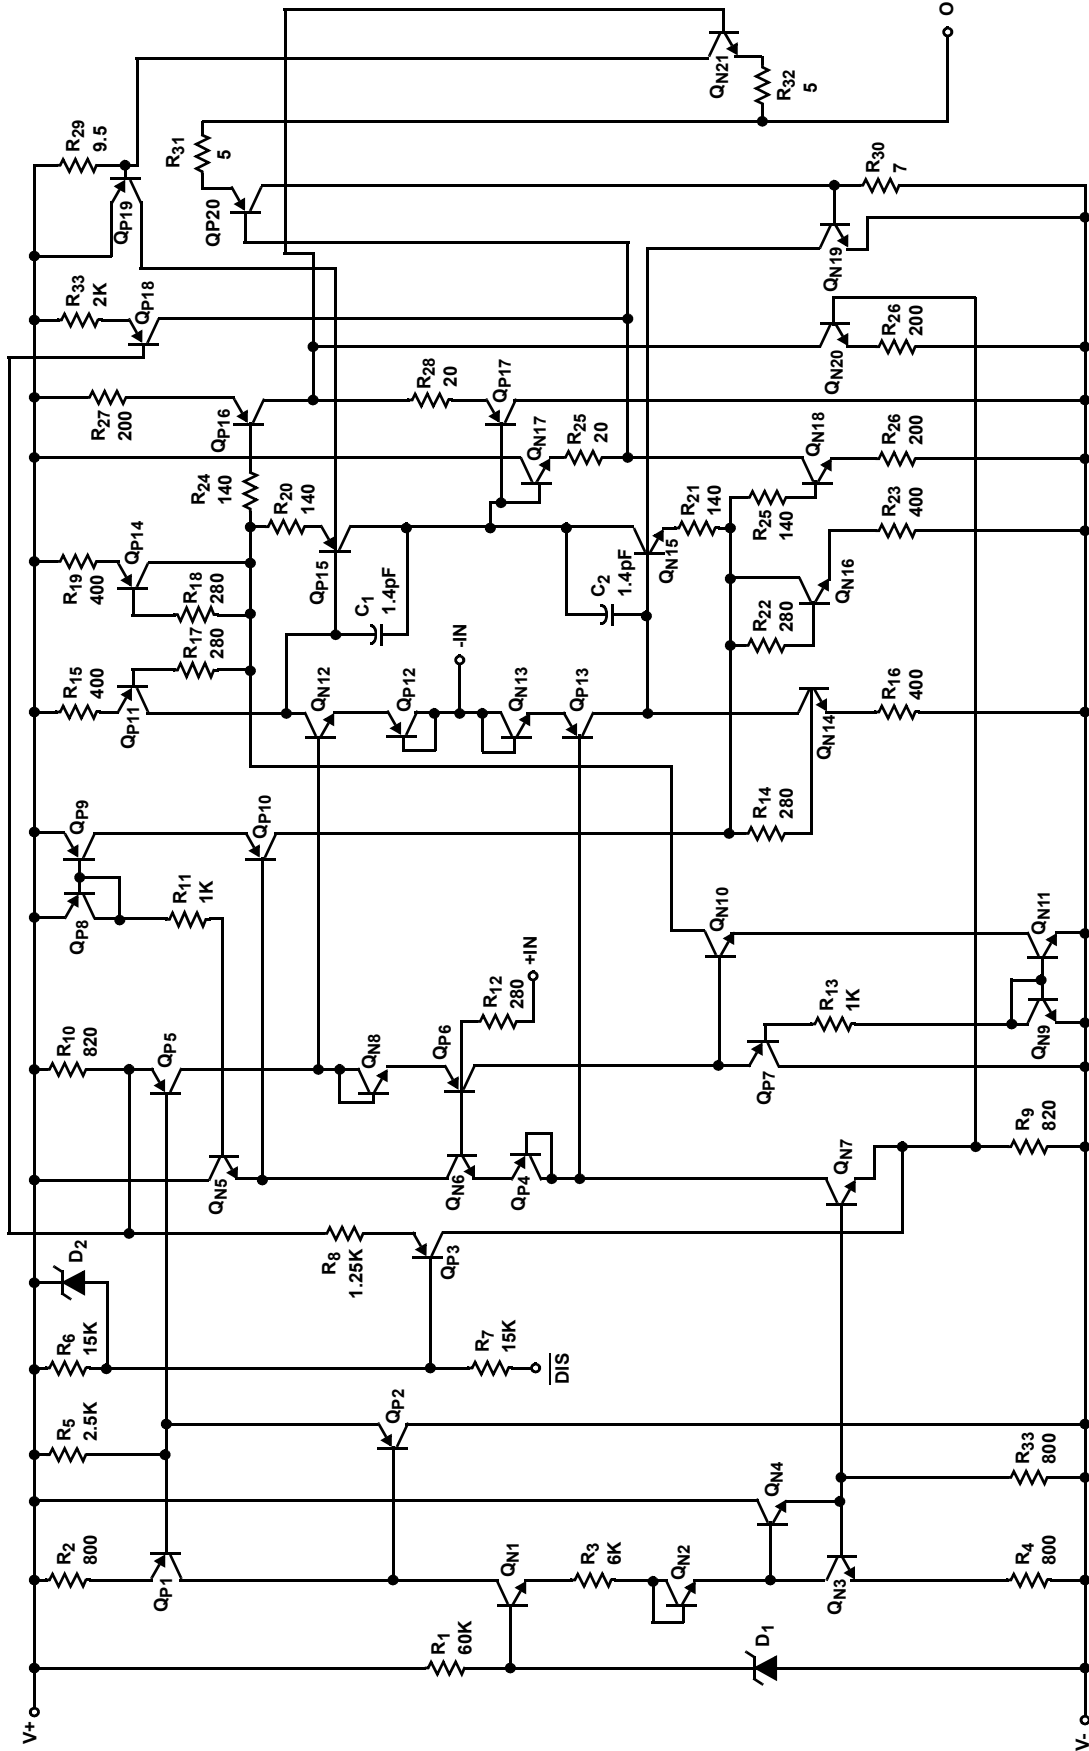 V+
R2
800
R5
2.5K
R6
15K
D2
R10
820
QP8
QP9
R15
400
R19
400
R27
200
R33
2K
R29
9.5
QP1
QP5
QP11
QP14
QP18
QP19
R11
1K
R17
280
R18
280
R24
140
QP16
R31
5
QN5
QP10
R20
140
QP20
R8
1.25K
QN12
QP15
QP2
QN8
QP12
C1
1.4pF
R28
20
R1
60K
QP3
QP6
-IN
QP17
QN1
R7
15K
QN6
R12
280
+IN
QN13
QN17
R3
6K
DIS
QP4
QP13
C2
1.4pF
R25
20
QN2
QN15
R21
140
QN4
QN10
R14
280
R22
280
R25
140
QN21
D1
QP7
R13
1K
QN14
QN16
QN18
QN20
QN19
R32
5
QN3
QN7
R16
400
R23
400
R26
200
R26
200
R30
7
R4
800
R33
800
R9
820
QN9
QN11
O
V-